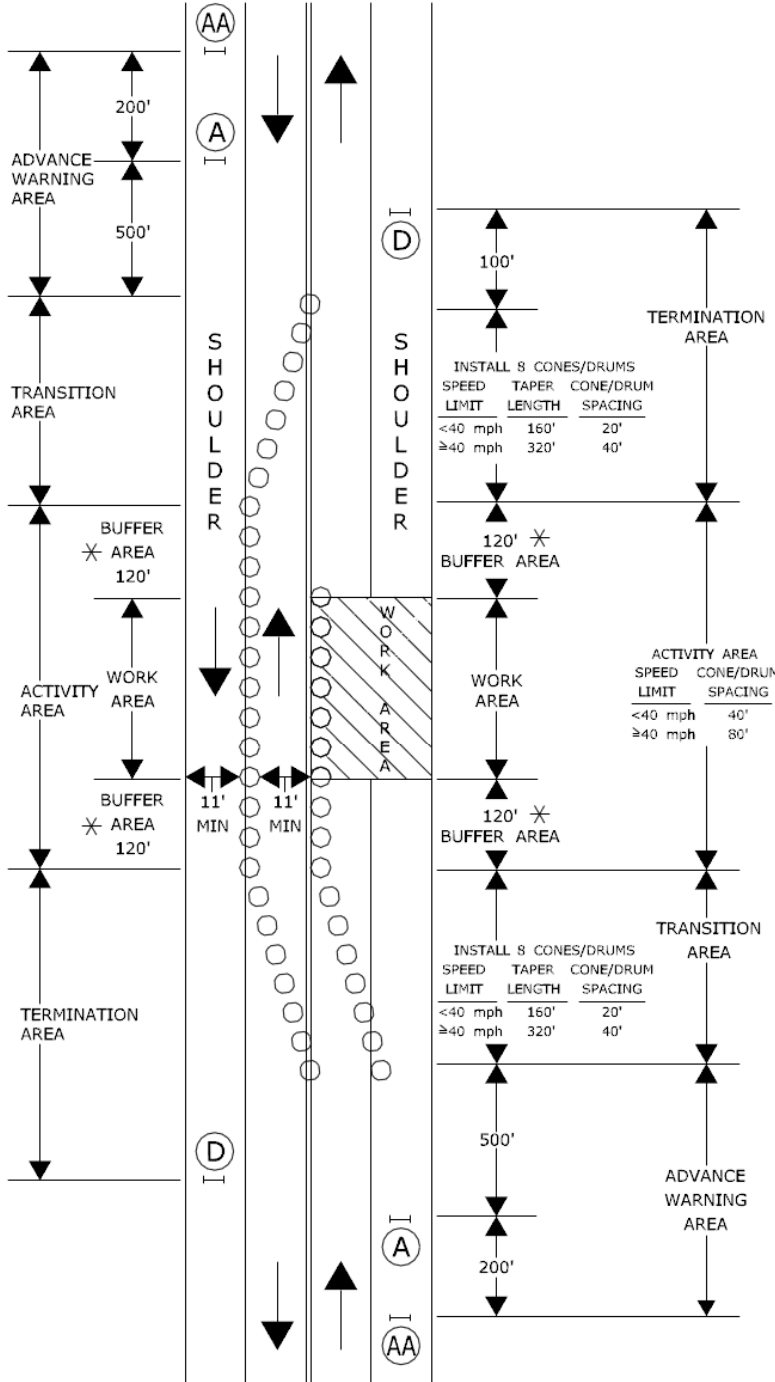 AA
200'
A
ADVANCE
WARNING
AREA
500'
D
100'
TERMINATION
AREA
SHOULDER
SHOULDER
INSTALL 8 CONES/DRUMS
SPEED TAPER CONE/DRUM
LIMIT LENGTH SPACING
<40 mph 160' 20'
≥40 mph 320' 40'
TRANSITION
AREA
BUFFER
* AREA
120'
120' *
BUFFER AREA
WORK AREA
WORK
AREA
ACTIVITY
AREA
WORK
AREA
ACTIVITY AREA
SPEED CONE/DRUM
LIMIT SPACING
<40 mph 40'
≥40 mph 80'
11'
MIN
11'
MIN
BUFFER
* AREA
120'
120' *
BUFFER AREA
TRANSITION
AREA
INSTALL 8 CONES/DRUMS
SPEED TAPER CONE/DRUM
LIMIT LENGTH SPACING
<40 mph 160' 20'
≥40 mph 320' 40'
TERMINATION
AREA
D
500'
ADVANCE
WARNING
AREA
A
200'
AA